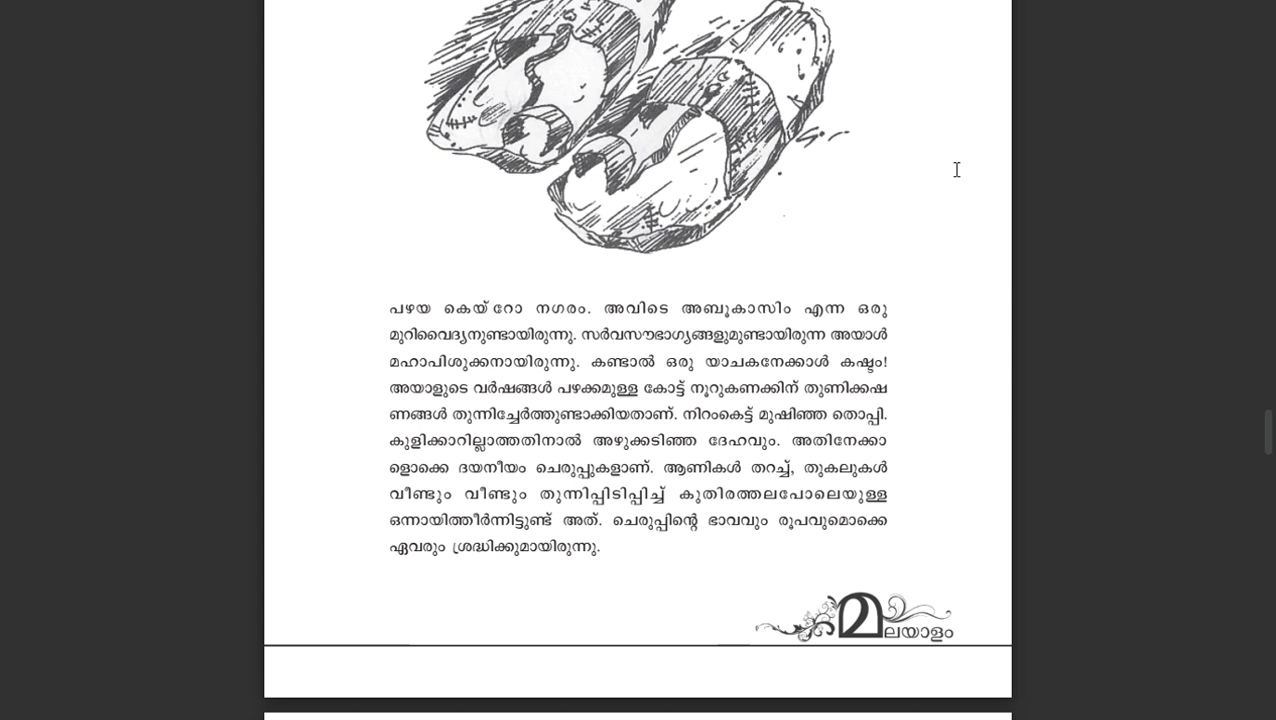 പഴയ കെയ്റോ നഗരം. അവിടെ അബൂകാസിം എന്ന ഒരു
മുറിവൈദ്യനുണ്ടായിരുന്നു. സർവസൗഭാഗ്യങ്ങളുമുണ്ടായിരുന്ന അയാൾ
മഹാപിശുക്കനായിരുന്നു. കണ്ടാൽ ഒരു യാചകനേക്കാൾ കഷ്ടം!
അയാളുടെ വർഷങ്ങൾ പഴക്കമുള്ള കോട്ട് നൂറുകണക്കിന് തുണിക്കഷ
ണങ്ങൾ തുന്നിച്ചേർത്തുണ്ടാക്കിയതാണ്. നിറംകെട്ട് മുഷിഞ്ഞ തൊപ്പി.
കുളിക്കാറില്ലാത്തതിനാൽ അഴുക്കടിഞ്ഞ ദേഹവും. അതിനേക്കാ
ളൊക്കെ ദയനീയം ചെരുപ്പുകളാണ്. ആണികൾ തറച്ച്, തുകലുകൾ
വീണ്ടും വീണ്ടും തുന്നിപ്പിടിപ്പിച്ച് കുതിരത്തലപോലെയുള്ള
ഒന്നായിത്തീർന്നിട്ടുണ്ട് അത്. ചെരുപ്പിന്റെ ഭാവവും രൂപവുമൊക്കെ
ഏവരും ശ്രദ്ധിക്കുമായിരുന്നു.
മലയാളം